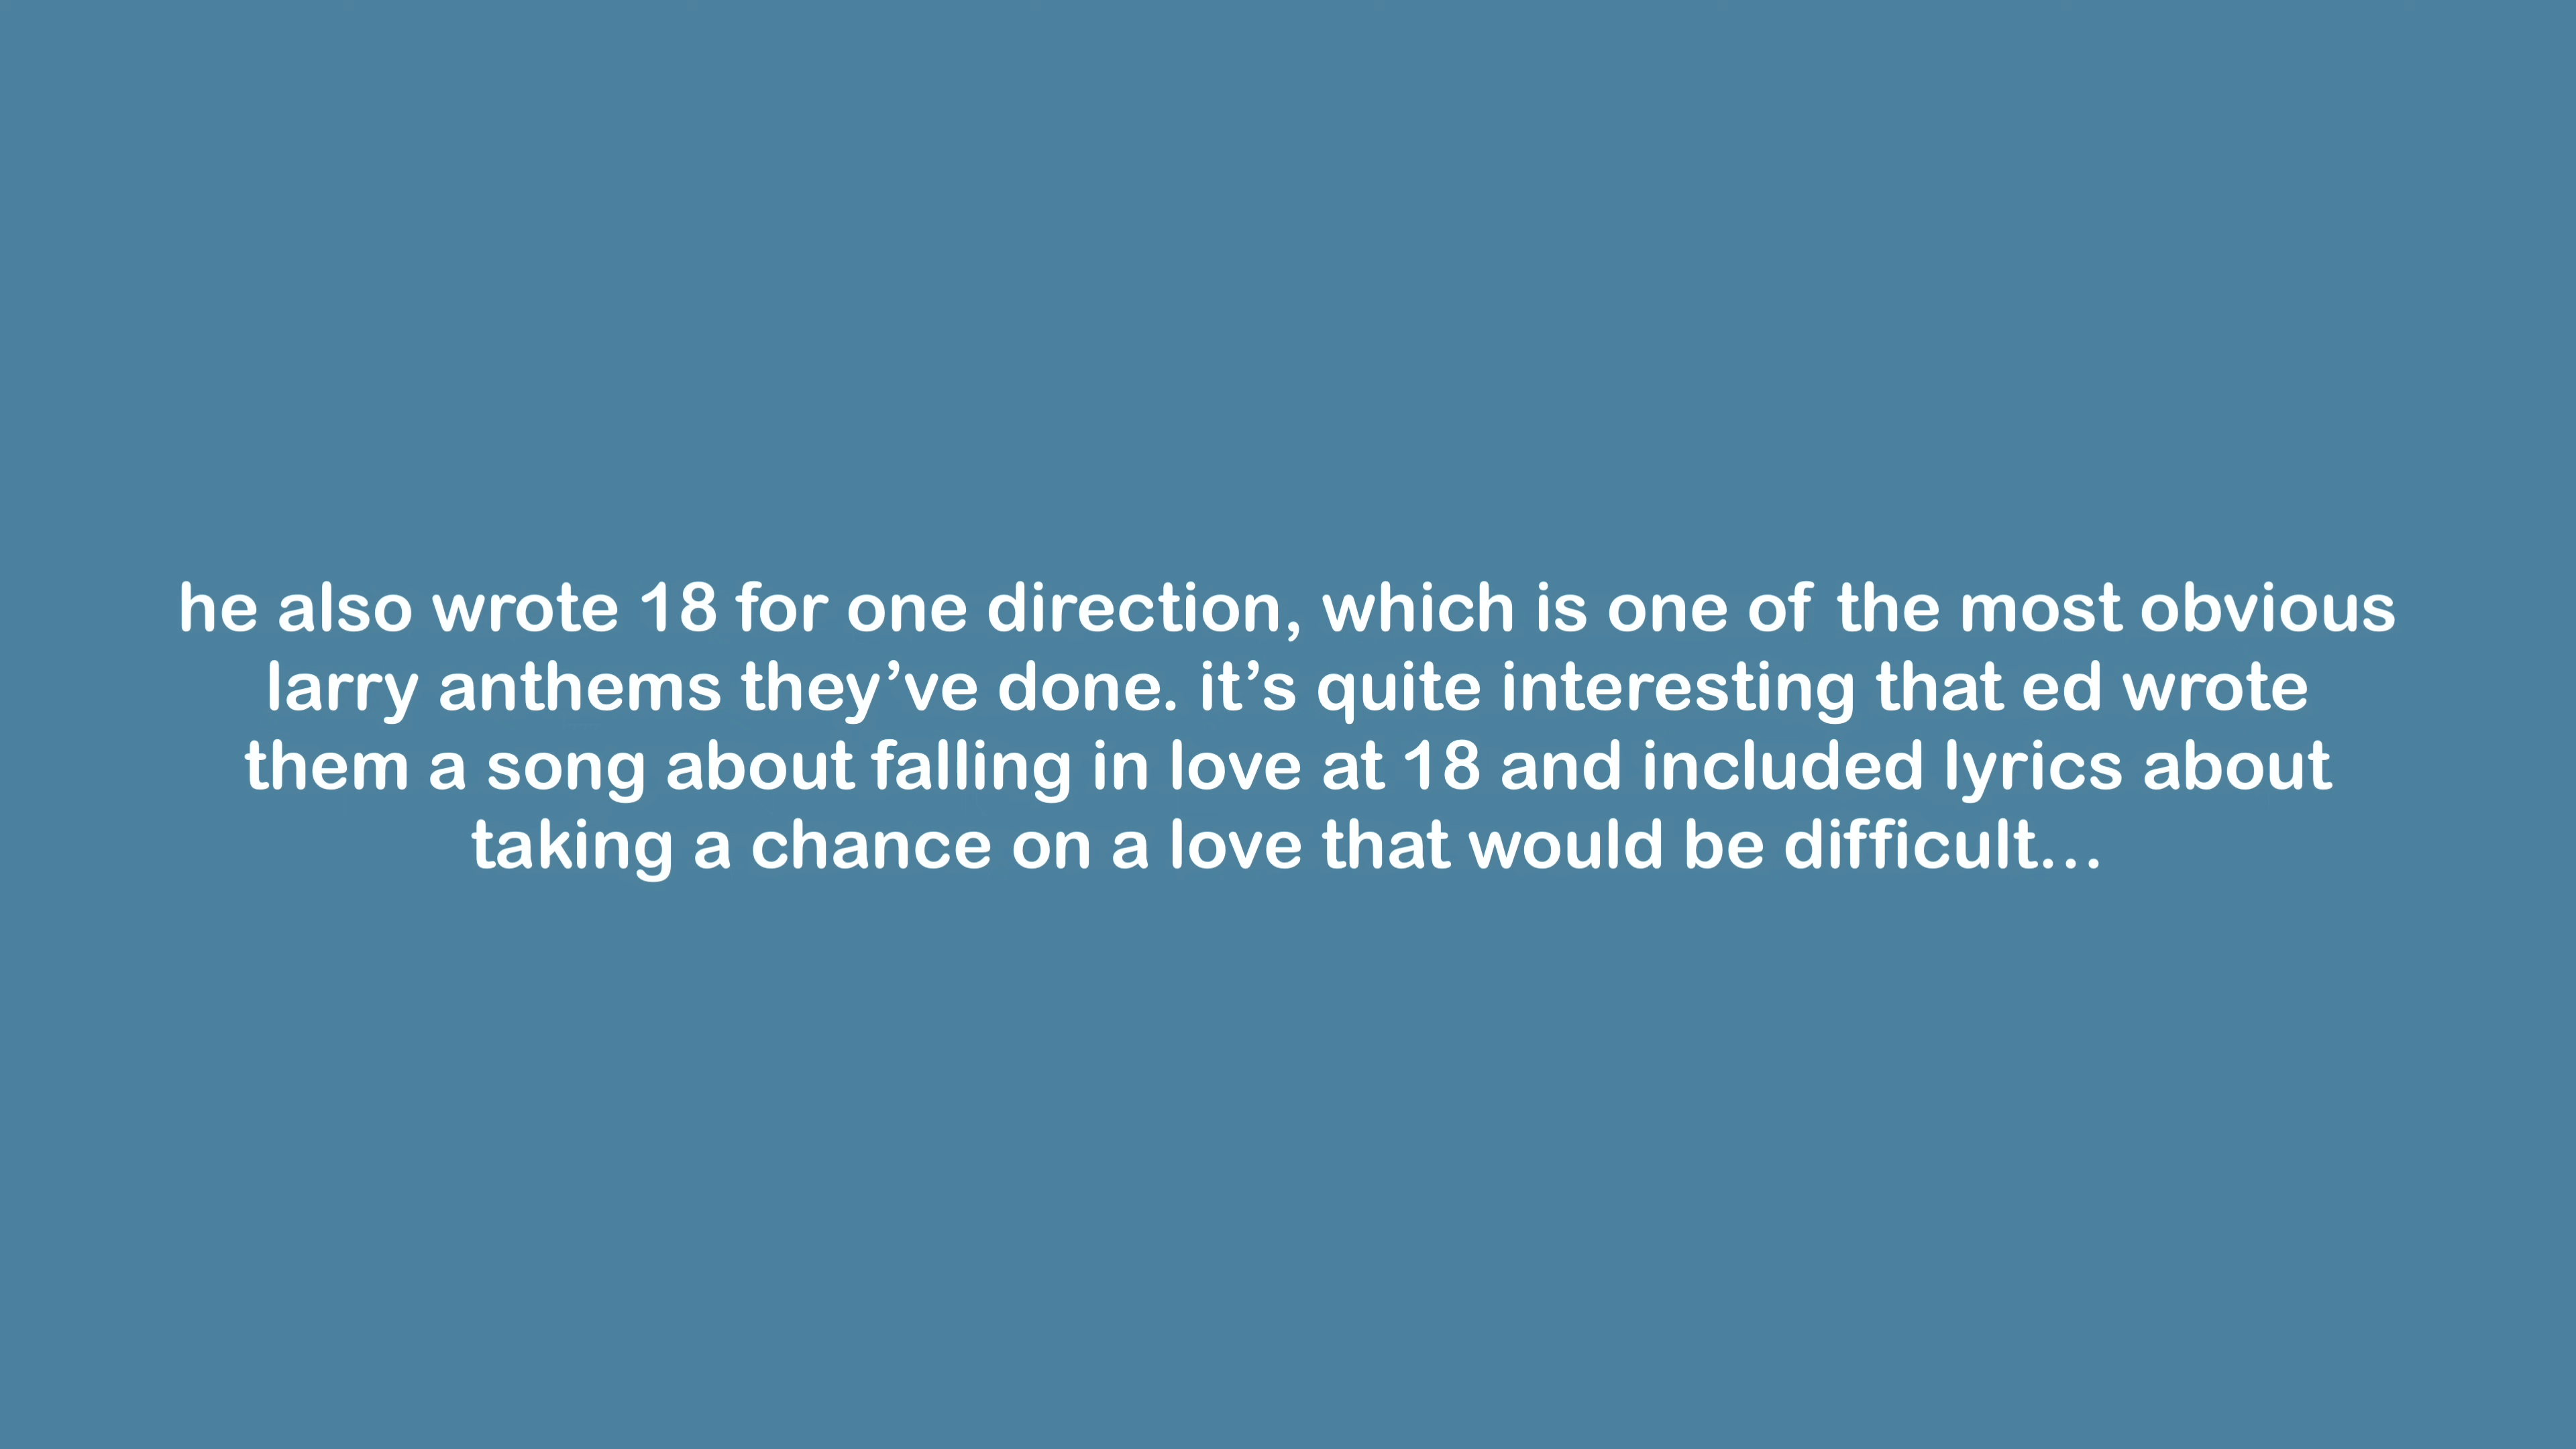 he also wrote 18 for one direction, which is one of the most obvious
larry anthems they’ve done. it’s quite interesting that ed wrote
them a song about falling in love at 18 and included lyrics about
taking a chance on a love that would be difficult...